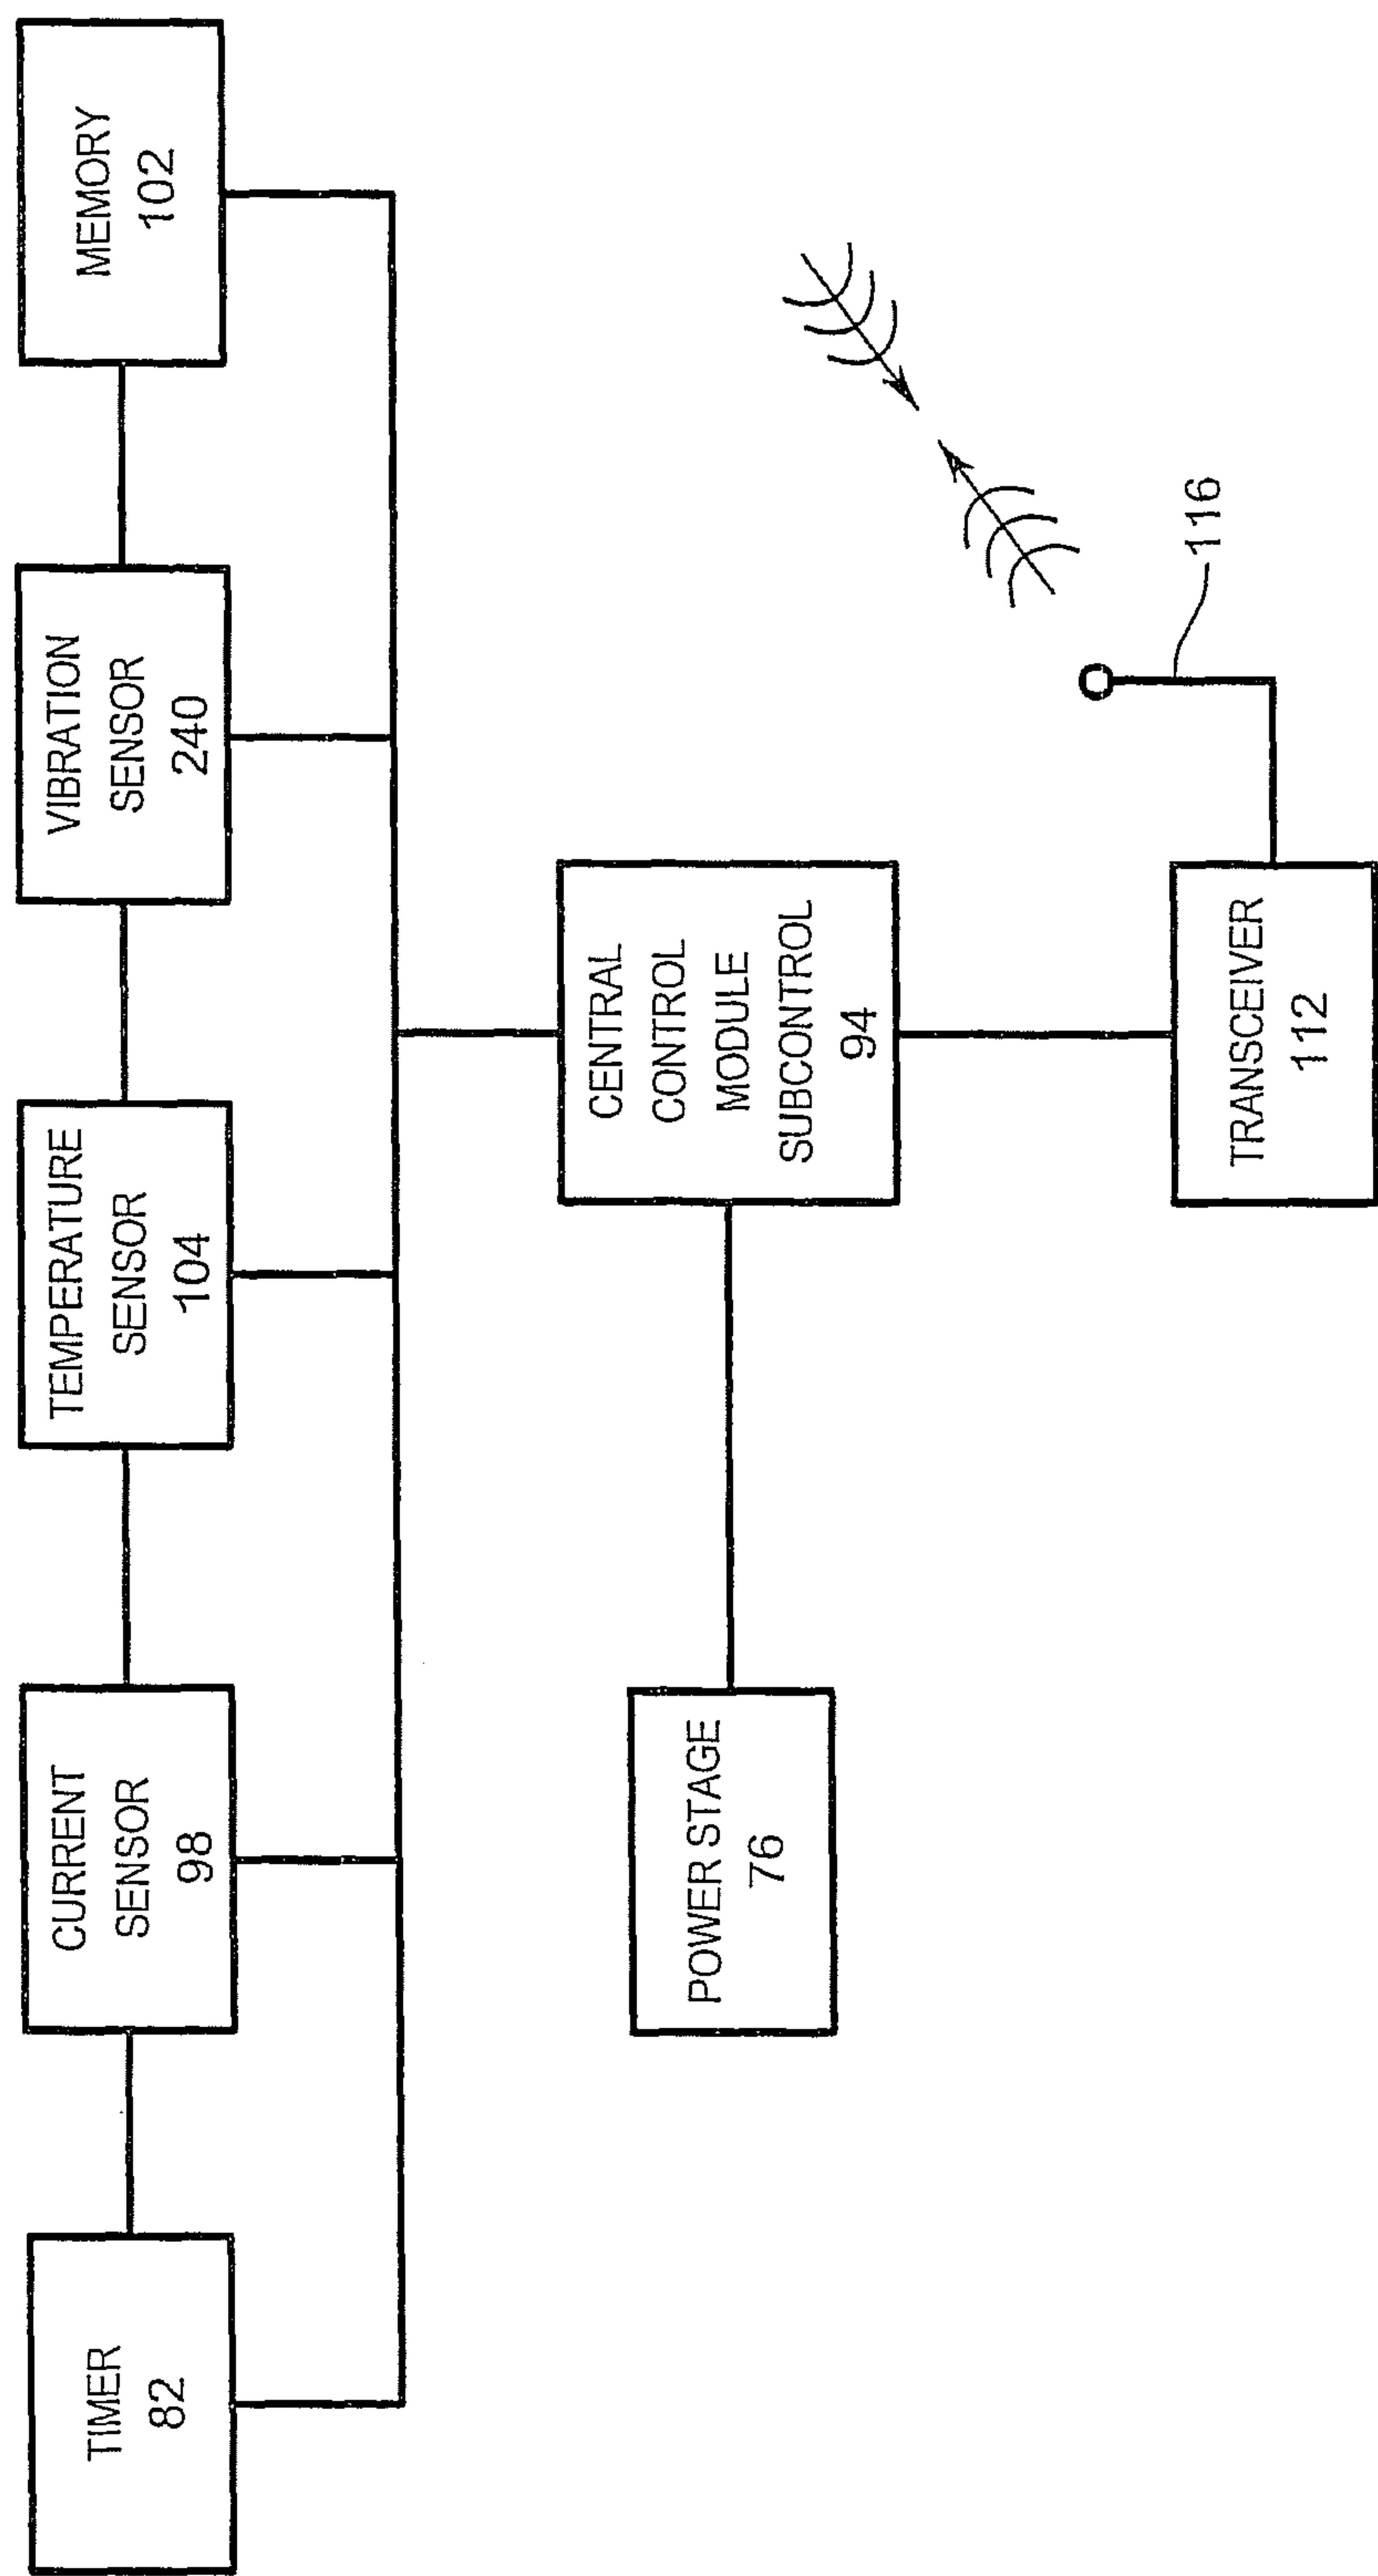 TIMER
82
CURRENT
SENSOR
98
TEMPERATURE
SENSOR
104
VIBRATION
SENSOR
240
MEMORY
102
POWER STAGE
76
CENTRAL
CONTROL
MODULE
SUBCONTROL
94
TRANSCEIVER
112
116